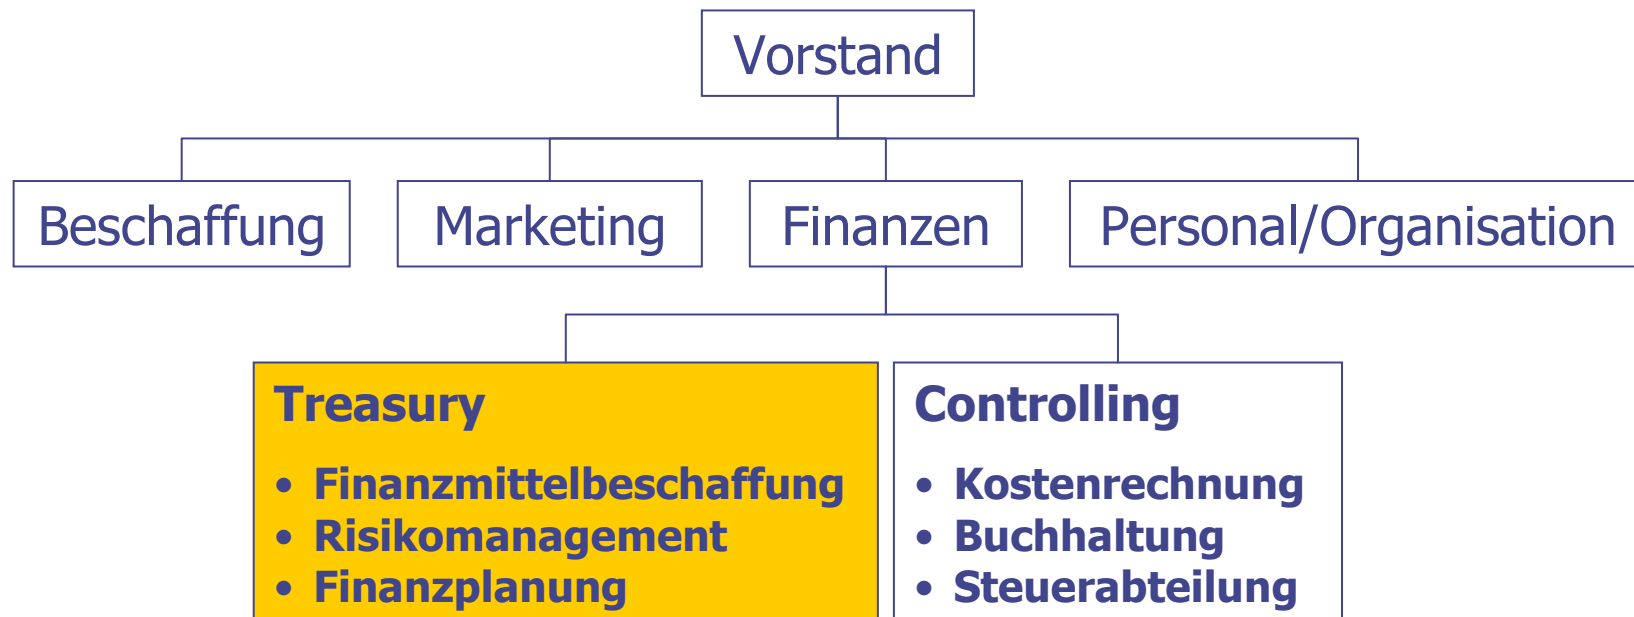 Vorstand
Beschaffung
Marketing
Finanzen
Personal/Organisation
Treasury
• Finanzmittelbeschaffung
• Risikomanagement
• Finanzplanung
Controlling
• Kostenrechnung
• Buchhaltung
• Steuerabteilung